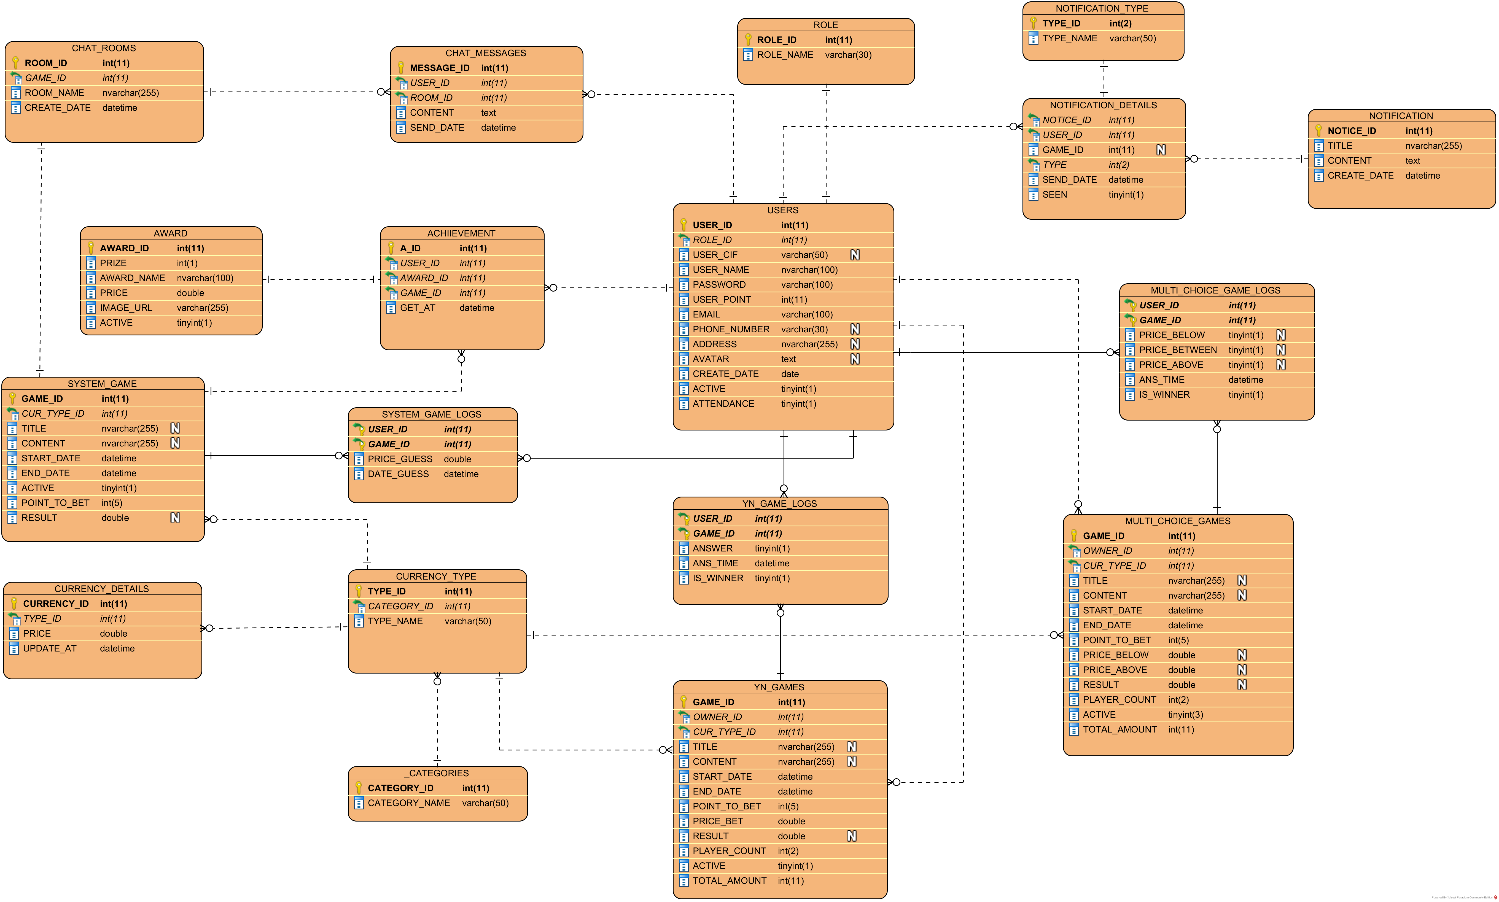 CHAT_ROOMS
ROOM_ID int(11)
GAME_ID int(11)
ROOM_NAME nvarchar(255)
CREATE_DATE datetime
CHAT_MESSAGES
MESSAGE_ID int(11)
USER_ID int(11)
ROOM_ID int(11)
CONTENT text
SEND_DATE datetime
ROLE
ROLE_ID int(11)
ROLE_NAME varchar(30)
NOTIFICATION_TYPE
TYPE_ID int(2)
TYPE_NAME varchar(50)
NOTIFICATION_DETAILS
NOTICE_ID int(11)
USER_ID int(11)
GAME_ID int(11) N
TYPE int(2)
SEND_DATE datetime
SEEN tinyint(1)
NOTIFICATION
NOTICE_ID int(11)
TITLE nvarchar(255)
CONTENT text
CREATE_DATE datetime
AWARD
AWARD_ID int(11)
PRIZE int(1)
AWARD_NAME nvarchar(100)
PRICE double
IMAGE_URL varchar(255)
ACTIVE tinyint(1)
ACHIIEVEMENT
A_ID int(11)
USER_ID int(11)
AWARD_ID int(11)
GAME_ID int(11)
GET_AT datetime
USERS
USER_ID int(11)
ROLE_ID int(11)
USER_CIF varchar(50) N
USER_NAME nvarchar(100)
PASSWORD varchar(100)
USER_POINT int(11)
EMAIL varchar(100)
PHONE_NUMBER varchar(30) N
ADDRESS nvarchar(255) N
AVATAR text N
CREATE_DATE date
ACTIVE tinyint(1)
ATTENDANCE tinyint(1)
MULTI_CHOICE_GAME_LOGS
USER_ID int(11)
GAME_ID int(11)
PRICE_BELOW tinyint(1) N
PRICE_BETWEEN tinyint(1) N
PRICE_ABOVE tinyint(1) N
ANS_TIME datetime
IS_WINNER tinyint(1)
SYSTEM_GAME
GAME_ID int(11)
CUR_TYPE_ID int(11)
TITLE nvarchar(255) N
CONTENT nvarchar(255) N
START_DATE datetime
END_DATE datetime
ACTIVE tinyint(1)
POINT_TO_BET int(5)
RESULT double N
SYSTEM_GAME_LOGS
USER_ID int(11)
GAME_ID int(11)
PRICE_GUESS double
DATE_GUESS datetime
YN_GAME_LOGS
USER_ID int(11)
GAME_ID int(11)
ANSWER tinyint(1)
ANS_TIME datetime
IS_WINNER tinyint(1)
MULTI_CHOICE_GAMES
GAME_ID int(11)
OWNER_ID int(11)
CUR_TYPE_ID int(11)
TITLE nvarchar(255) N
CONTENT nvarchar(255) N
START_DATE datetime
END_DATE datetime
POINT_TO_BET int(5)
PRICE_BELOW double N
PRICE_ABOVE double N
RESULT double N
PLAYER_COUNT int(2)
ACTIVE tinyint(3)
TOTAL_AMOUNT int(11)
CURRENCY_DETAILS
CURRENCY_ID int(11)
TYPE_ID int(11)
PRICE double
UPDATE_AT datetime
CURRENCY_TYPE
TYPE_ID int(11)
CATEGORY_ID int(11)
TYPE_NAME varchar(50)
_CATEGORIES
CATEGORY_ID int(11)
CATEGORY_NAME varchar(50)
YN_GAMES
GAME_ID int(11)
OWNER_ID int(11)
CUR_TYPE_ID int(11)
TITLE nvarchar(255) N
CONTENT nvarchar(255) N
START_DATE datetime
END_DATE datetime
POINT_TO_BET int(5)
PRICE_BET double
RESULT double N
PLAYER_COUNT int(2)
ACTIVE tinyint(1)
TOTAL_AMOUNT int(11)